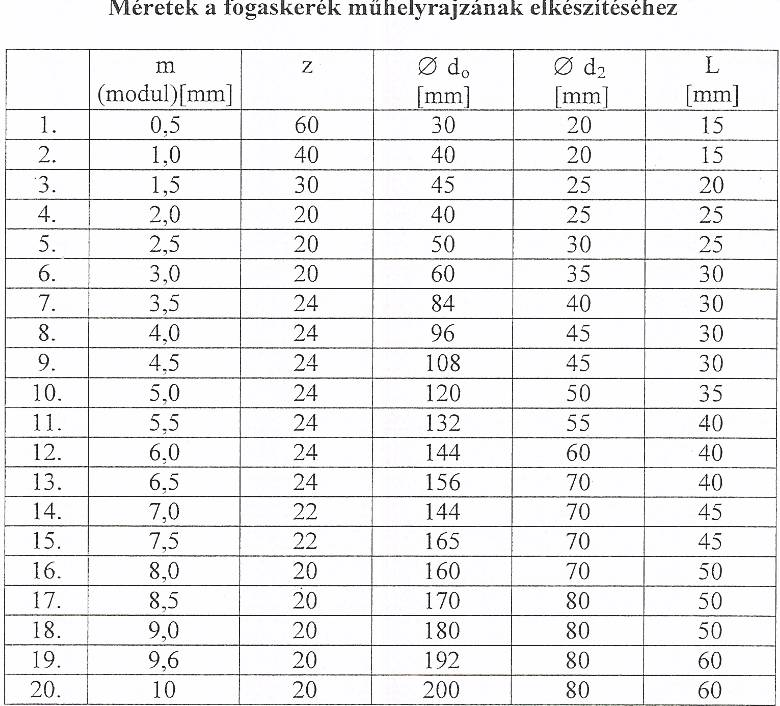 Méretek a fogaskerék műhelyrajzának elkészítéséhez
m (modul)[mm] z Ø d₀ [mm] Ø d₂ [mm] L [mm]
1. 0,5 60 30 20 15
2. 1,0 40 40 20 15
3. 1,5 30 45 25 20
4. 2,0 20 40 25 25
5. 2,5 20 50 30 25
6. 3,0 20 60 35 30
7. 3,5 24 84 40 30
8. 4,0 24 96 45 30
9. 4,5 24 108 45 30
10. 5,0 24 120 50 35
11. 5,5 24 132 55 40
12. 6,0 24 144 60 40
13. 6,5 24 156 70 40
14. 7,0 22 144 70 45
15. 7,5 22 165 70 45
16. 8,0 20 160 70 50
17. 8,5 20 170 80 50
18. 9,0 20 180 80 50
19. 9,6 20 192 80 60
20. 10 20 200 80 60